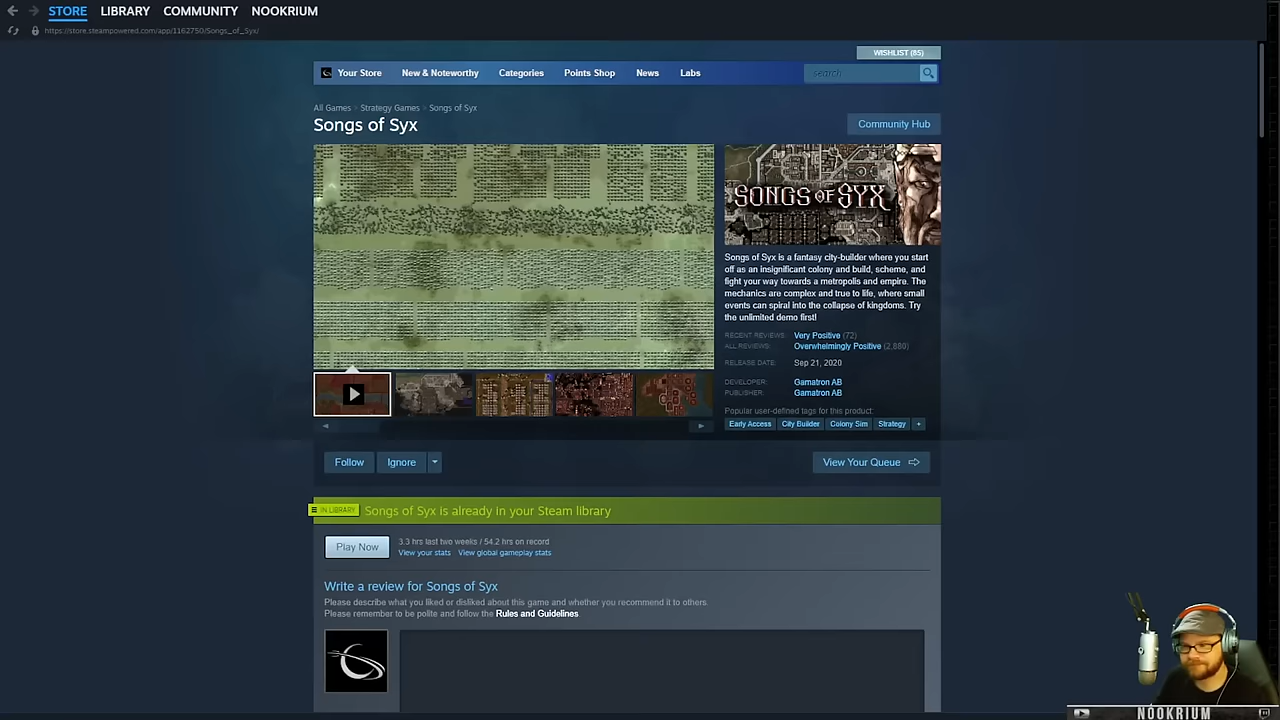 STORE LIBRARY COMMUNITY NOOKRIUM
https://store.steampowered.com/app/1162750/Songs_of_Syx/
WISHLIST (85)
Your Store New & Noteworthy Categories Points Shop News Labs search
All Games > Strategy Games > Songs of Syx
Songs of Syx
Community Hub
SONGS OF SYX
Songs of Syx is a fantasy city-builder where you start
off as an insignificant colony and build, scheme, and
fight your way towards a metropolis and empire. The
mechanics are complex and true to life, where small
events can spiral into the collapse of kingdoms. Try
the unlimited demo first!
RECENT REVIEWS: Very Positive (72)
ALL REVIEWS: Overwhelmingly Positive (2,880)
RELEASE DATE: Sep 21, 2020
DEVELOPER: Gamatron AB
PUBLISHER: Gamatron AB
Popular user-defined tags for this product:
Early Access City Builder Colony Sim Strategy +
Follow Ignore View Your Queue
IN LIBRARY Songs of Syx is already in your Steam library
Play Now
3.3 hrs last two weeks / 54.2 hrs on record
View your stats View global gameplay stats
Write a review for Songs of Syx
Please describe what you liked or disliked about this game and whether you recommend it to others.
Please remember to be polite and follow the Rules and Guidelines.
NOOKRIUM